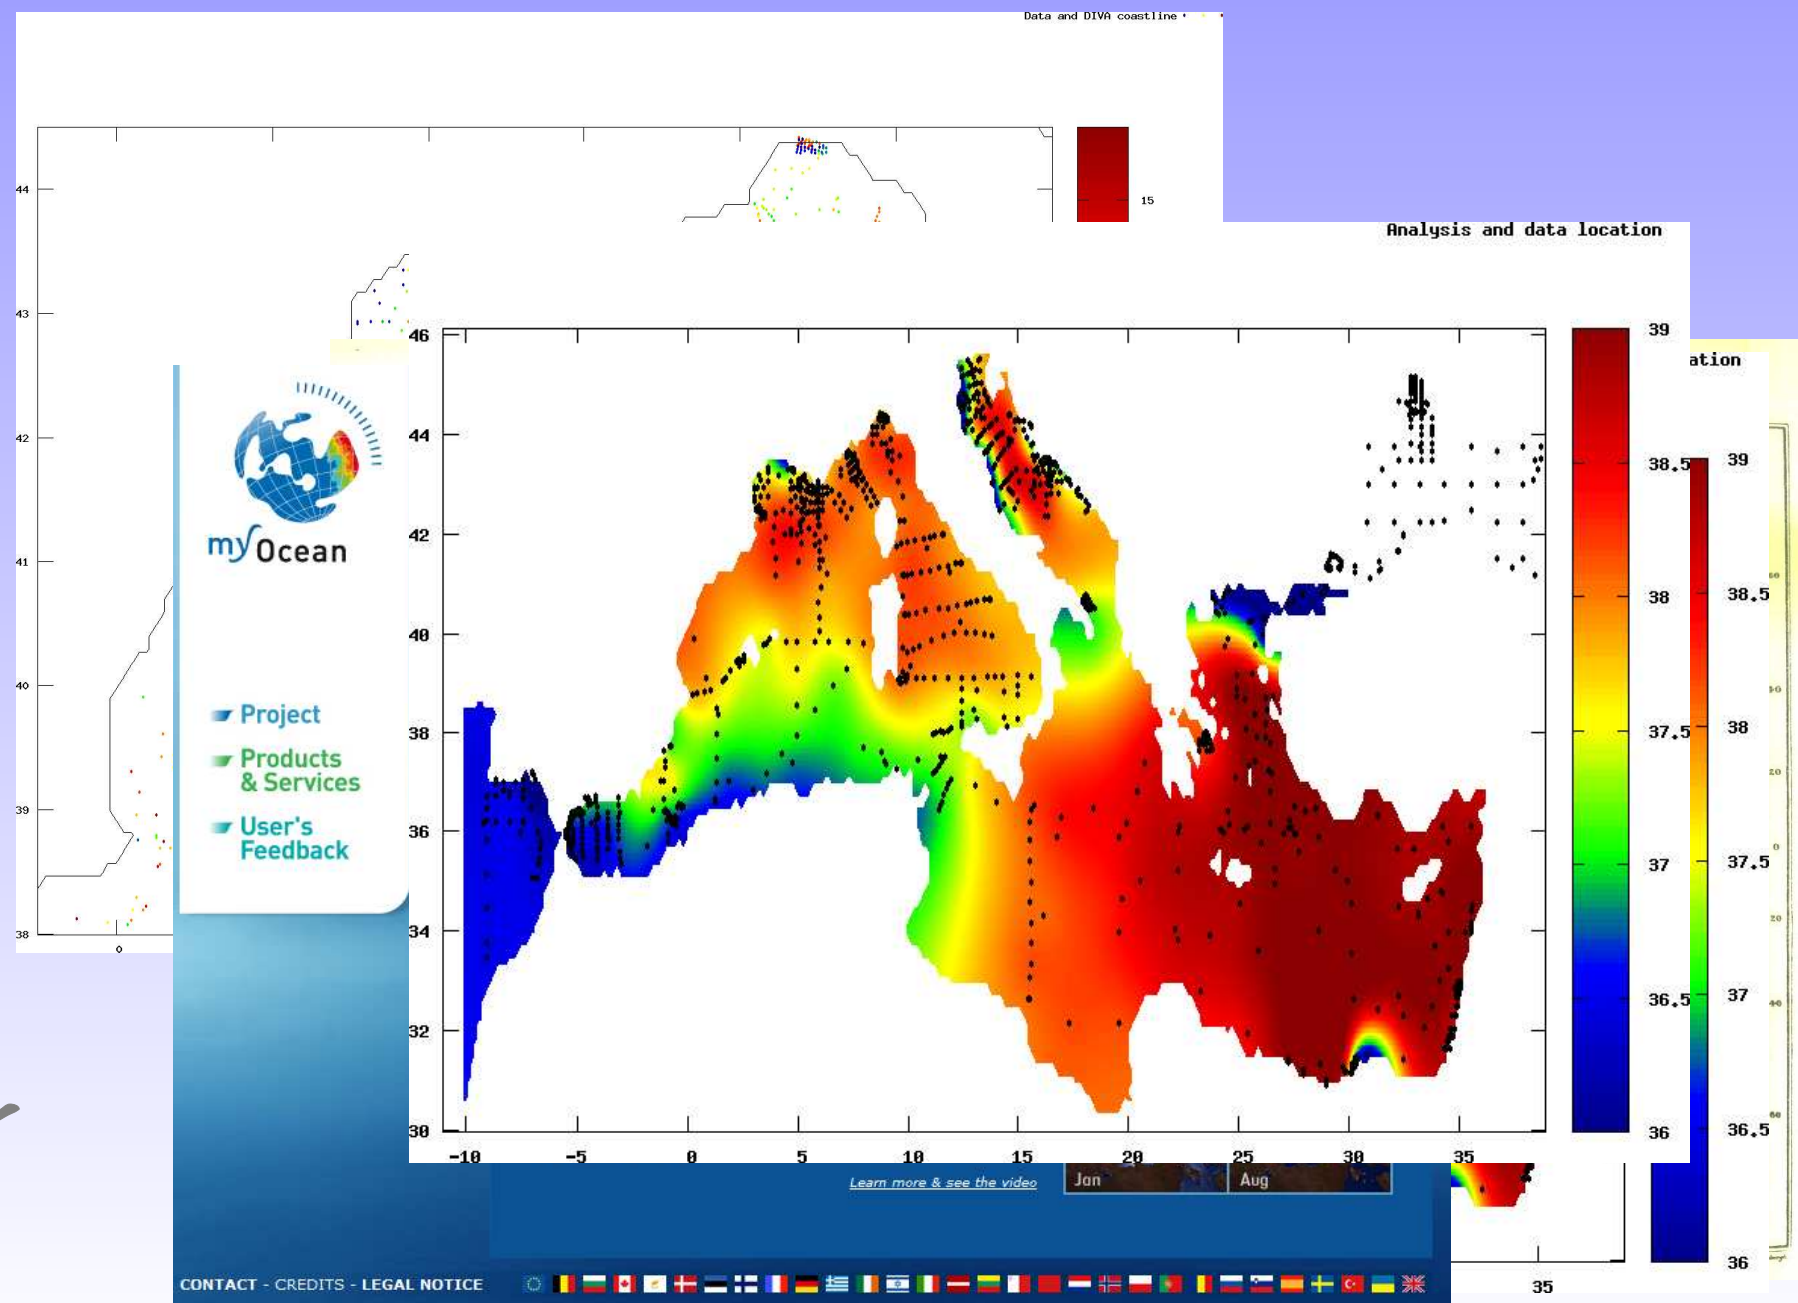 Data and DIVA coastline
44
43
42
41
40
39
38
0
15
Analysis and data location
46
44
42
40
38
36
34
32
30
-10 -5 0 5 10 15 20 25 30 35
39
38.5
38
37.5
37
36.5
36
ation
39
38.5
38
37.5
37
36.5
36
35
my Ocean
Project
Products
& Services
User's
Feedback
Learn more & see the video
Jan
Aug
CONTACT - CREDITS - LEGAL NOTICE